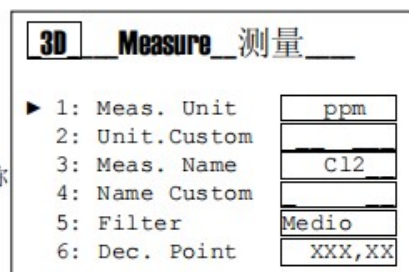 3D Measure 测量
► 1: Meas. Unit ppm
2: Unit.Custom
3: Meas. Name Cl2
4: Name Custom
5: Filter Medio
6: Dec. Point XXX,XX